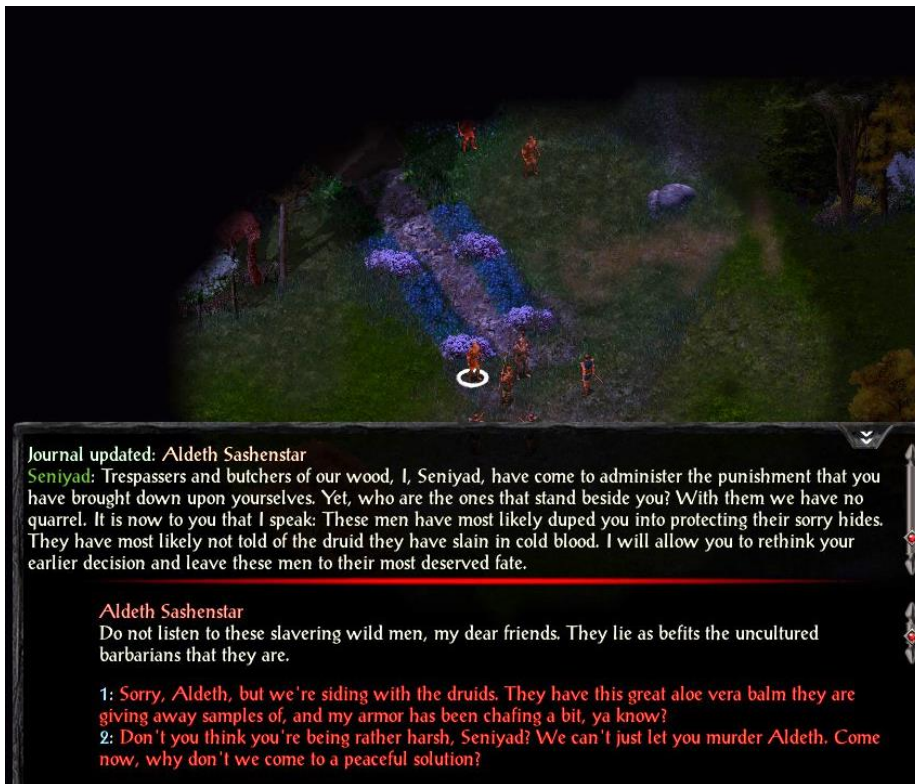 Journal updated: Aldeth Sashenstar
Seniyad: Trespassers and butchers of our wood, I, Seniyad, have come to administer the punishment that you
have brought down upon yourselves. Yet, who are the ones that stand beside you? With them we have no
quarrel. It is now to you that I speak: These men have most likely duped you into protecting their sorry hides.
They have most likely not told of the druid they have slain in cold blood. I will allow you to rethink your
earlier decision and leave these men to their most deserved fate.
Aldeth Sashenstar
Do not listen to these slavering wild men, my dear friends. They lie as befits the uncultured
barbarians that they are.
1: Sorry, Aldeth, but we're siding with the druids. They have this great aloe vera balm they are
giving away samples of, and my armor has been chafing a bit, ya know?
2: Don't you think you're being rather harsh, Seniyad? We can't just let you murder Aldeth. Come
now, why don't we come to a peaceful solution?